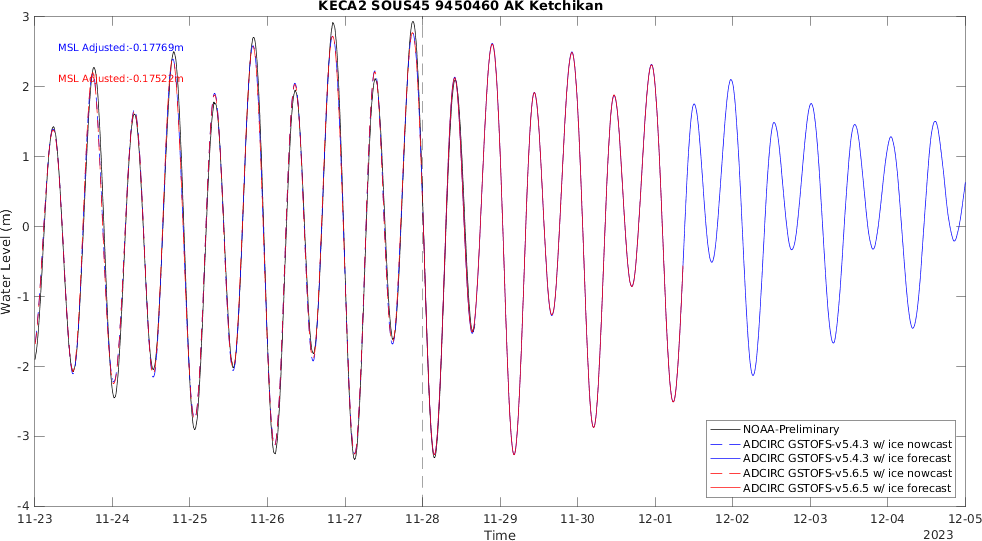 KECA2 SOUS45 9450460 AK Ketchikan
3
MSL Adjusted:-0.17769m
MSL Adjusted:-0.17522m
2
1
0
-1
-2
-3
-4
Water Level (m)
NOAA-Preliminary
ADCIRC GSTOFS-v5.4.3 w/ ice nowcast
ADCIRC GSTOFS-v5.4.3 w/ ice forecast
ADCIRC GSTOFS-v5.6.5 w/ ice nowcast
ADCIRC GSTOFS-v5.6.5 w/ ice forecast
11-23 11-24 11-25 11-26 11-27 11-28 11-29 11-30 12-01 12-02 12-03 12-04 12-05
Time
2023